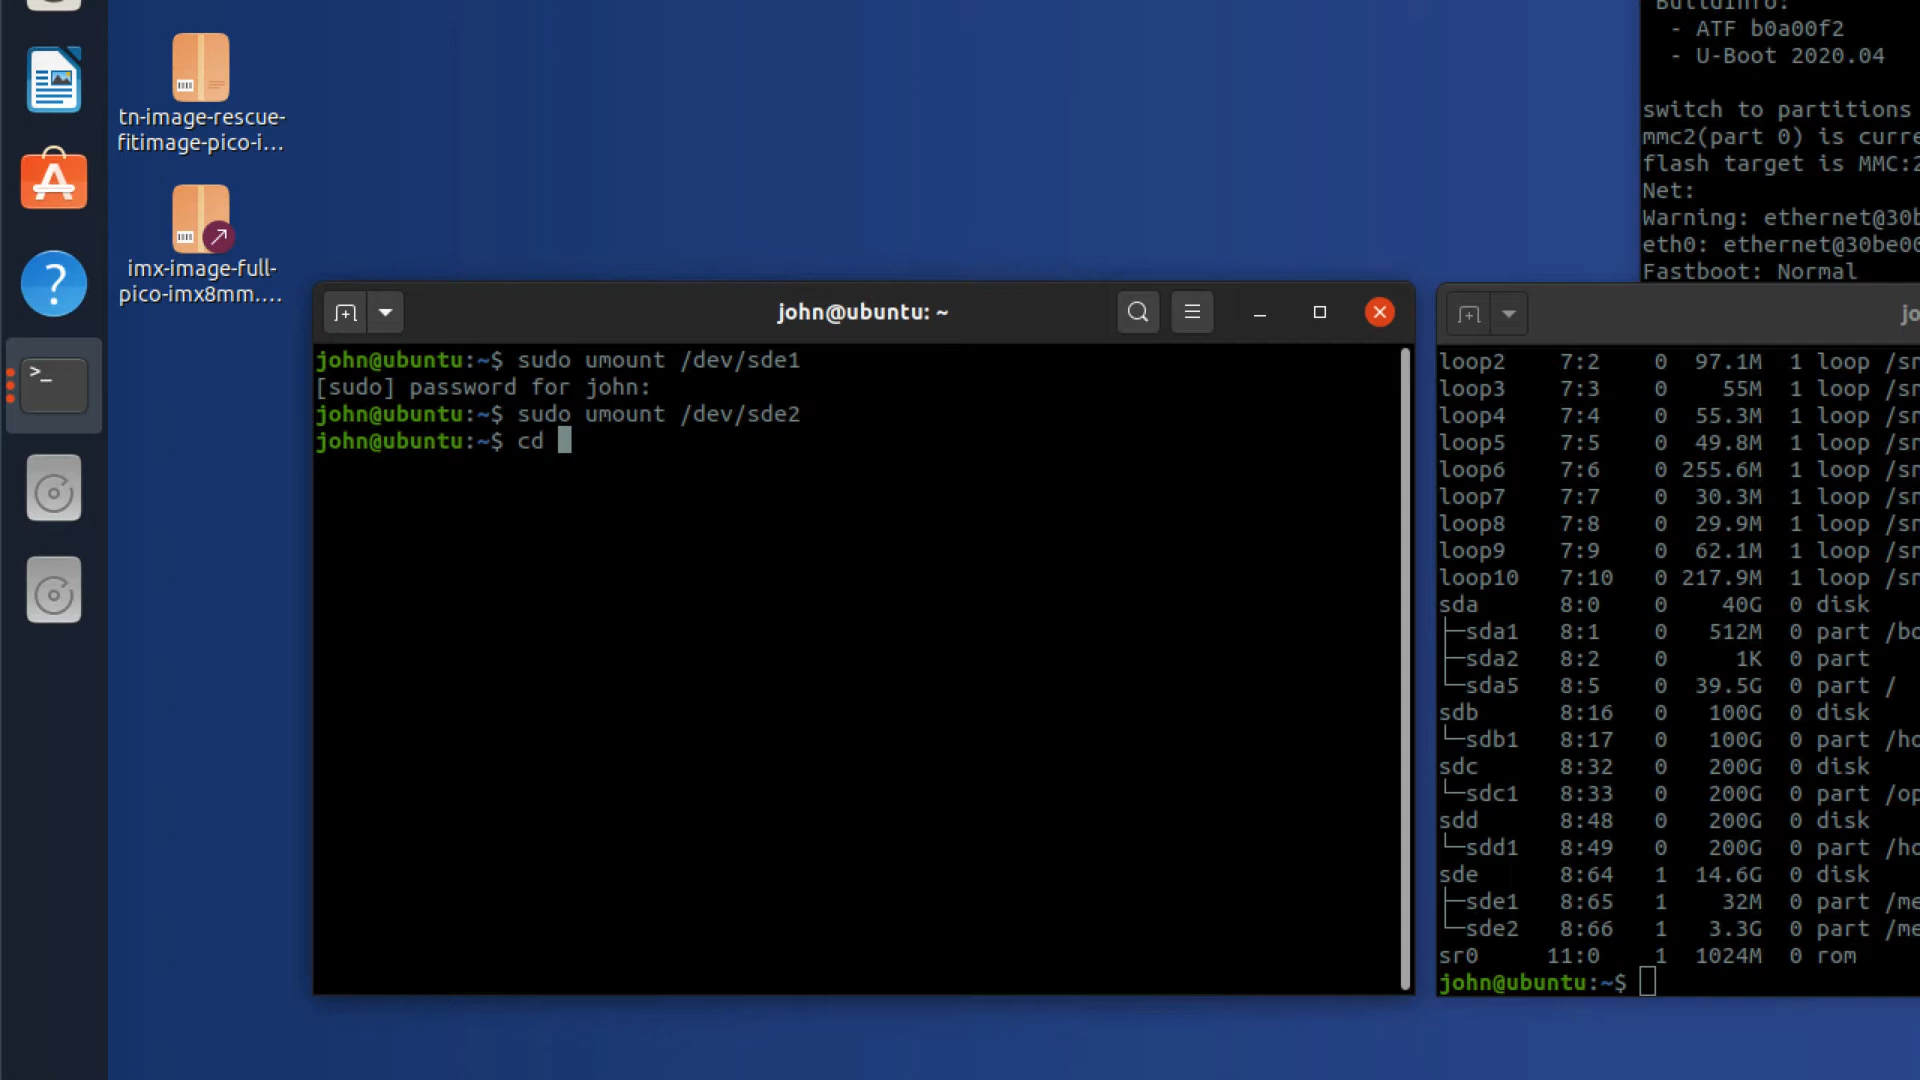 tn-image-rescue-
fitimage-pico-i...
imx-image-full-
pico-imx8mm....
john@ubuntu: ~
john@ubuntu:~$ sudo umount /dev/sde1
[sudo] password for john:
john@ubuntu:~$ sudo umount /dev/sde2
john@ubuntu:~$ cd
BuildInfo:
- ATF b0a00f2
- U-Boot 2020.04
switch to partitions
mmc2(part 0) is curre
flash target is MMC:2
Net:
Warning: ethernet@30b
eth0: ethernet@30be00
Fastboot: Normal
jo
loop2 7:2 0 97.1M 1 loop /sn
loop3 7:3 0 55M 1 loop /sn
loop4 7:4 0 55.3M 1 loop /sn
loop5 7:5 0 49.8M 1 loop /sn
loop6 7:6 0 255.6M 1 loop /sn
loop7 7:7 0 30.3M 1 loop /sn
loop8 7:8 0 29.9M 1 loop /sn
loop9 7:9 0 62.1M 1 loop /sn
loop10 7:10 0 217.9M 1 loop /sn
sda 8:0 0 40G 0 disk
├─sda1 8:1 0 512M 0 part /bo
├─sda2 8:2 0 1K 0 part
└─sda5 8:5 0 39.5G 0 part /
sdb 8:16 0 100G 0 disk
└─sdb1 8:17 0 100G 0 part /ho
sdc 8:32 0 200G 0 disk
└─sdc1 8:33 0 200G 0 part /op
sdd 8:48 0 200G 0 disk
└─sdd1 8:49 0 200G 0 part /ho
sde 8:64 1 14.6G 0 disk
├─sde1 8:65 1 32M 0 part /me
└─sde2 8:66 1 3.3G 0 part /me
sr0 11:0 1 1024M 0 rom
john@ubuntu:~$